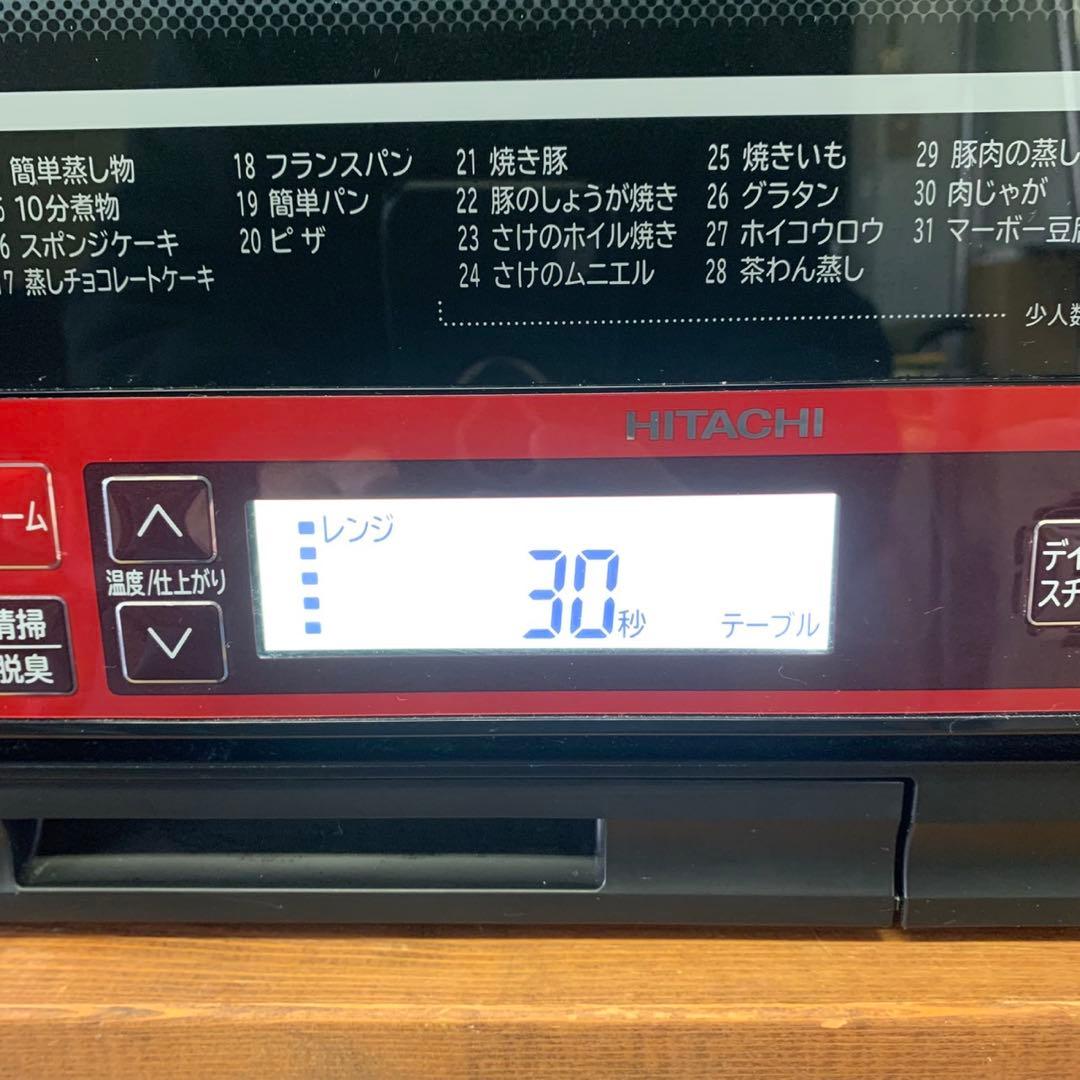 簡単蒸し物
10分煮物
スポンジケーキ
蒸しチョコレートケーキ
18 フランスパン
19 簡単パン
20 ピザ
21 焼き豚
22 豚のしょうが焼き
23 さけのホイル焼き
24 さけのムニエル
25 焼きいも
26 グラタン
27 ホイコウロウ
28 茶わん蒸し
29 豚肉の蒸し
30 肉じゃが
31 マーボー豆腐
少人数
HITACHI
ーム
温度/仕上がり
清掃
脱臭
レンジ
30秒
テーブル
デイ
スチ